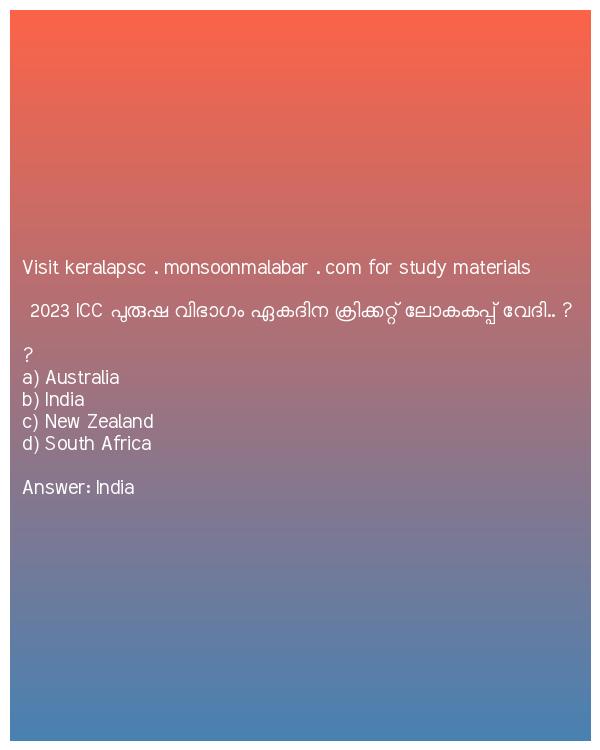 Visit keralapsc . monsoonmalabar . com for study materials
2023 ICC പുരുഷ വിഭാഗം ഏകദിന ക്രിക്കറ്റ് ലോകകപ്പ് വേദി.. ?
?
a) Australia
b) India
c) New Zealand
d) South Africa
Answer: India